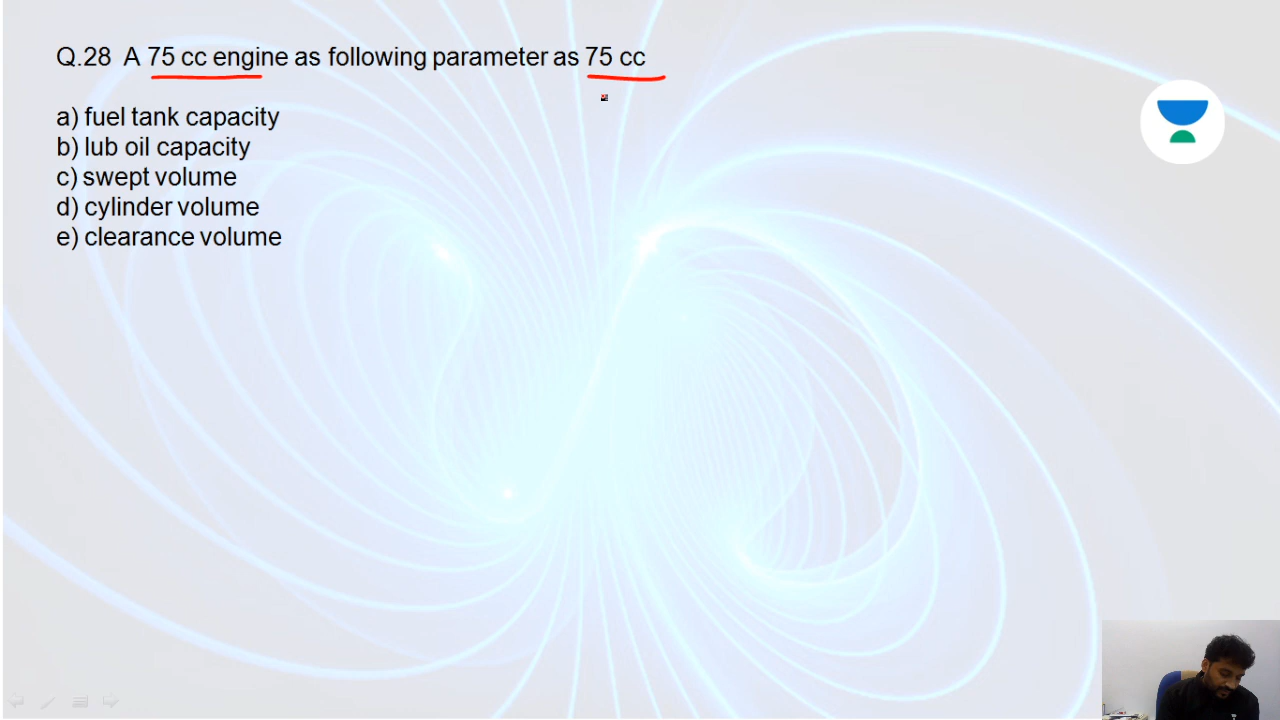 Q.28 A 75 cc engine as following parameter as 75 cc
a) fuel tank capacity
b) lub oil capacity
c) swept volume
d) cylinder volume
e) clearance volume